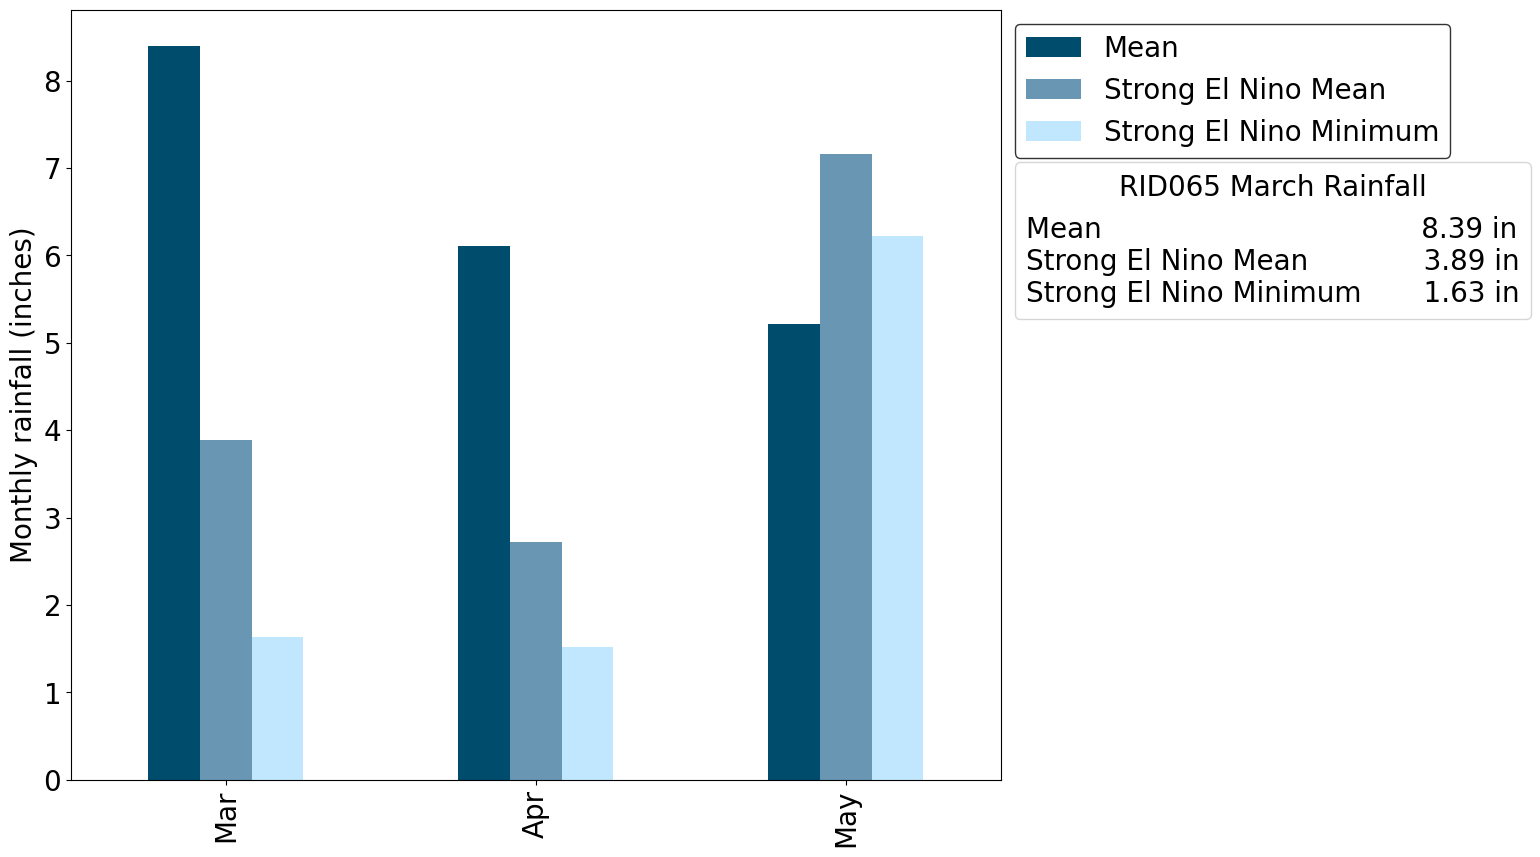 Monthly rainfall (inches)
8
7
6
5
4
3
2
1
0
Mar
Apr
May
Mean
Strong El Nino Mean
Strong El Nino Minimum
RID065 March Rainfall
Mean 8.39 in
Strong El Nino Mean 3.89 in
Strong El Nino Minimum 1.63 in